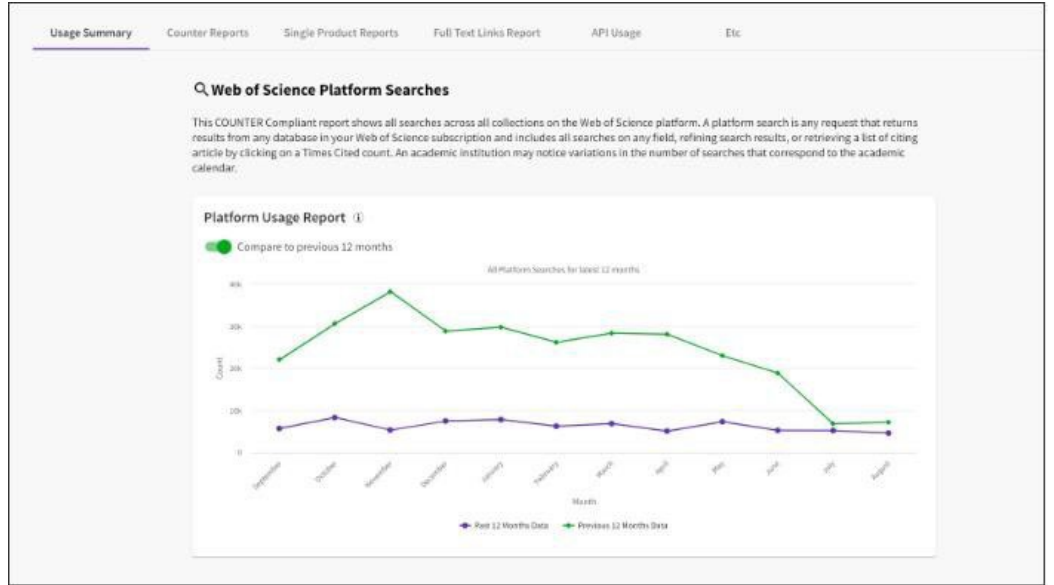 Usage Summary Counter Reports Single Product Reports Full Text Links Report API Usage Etc
Web of Science Platform Searches
This COUNTER Compliant report shows all searches across all collections on the Web of Science platform. A platform search is any request that returns
results from any database in your Web of Science subscription and includes all searches on any field, refining search results, or retrieving a list of citing
article by clicking on a Times Cited count. An academic institution may notice variations in the number of searches that correspond to the academic
calendar.
Platform Usage Report
Compare to previous 12 months
All Platform Searches for latest 12 months
40k
30k
20k
10k
0
Count
September October November December January February March April May June July August
Month
Past 12 Months Data Previous 12 Months Data